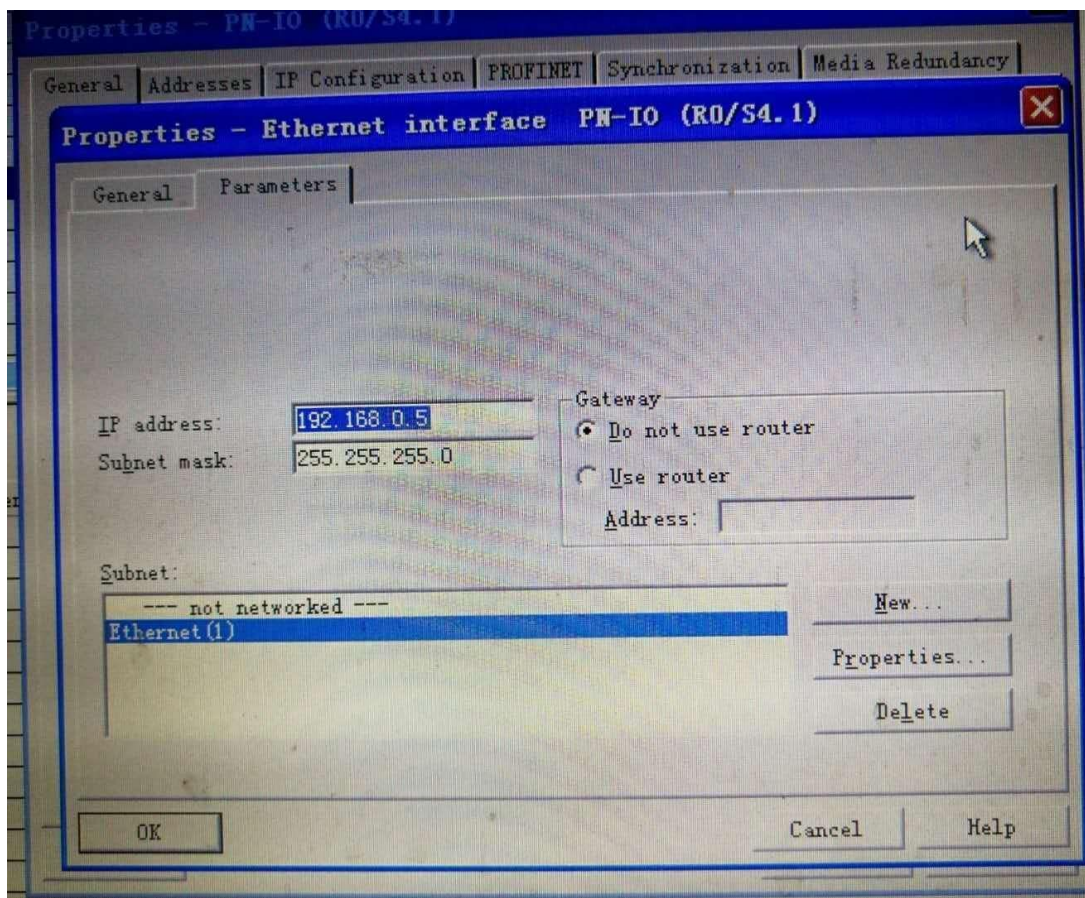 Properties - PN-IO (R0/S4.1)
General Addresses IP Configuration PROFINET Synchronization Media Redundancy
Properties - Ethernet interface PN-IO (R0/S4.1)
General Parameters
IP address: 192.168.0.5
Subnet mask: 255.255.255.0
Gateway
Do not use router
Use router
Address:
Subnet:
--- not networked ---
Ethernet(1)
New...
Properties...
Delete
OK Cancel Help